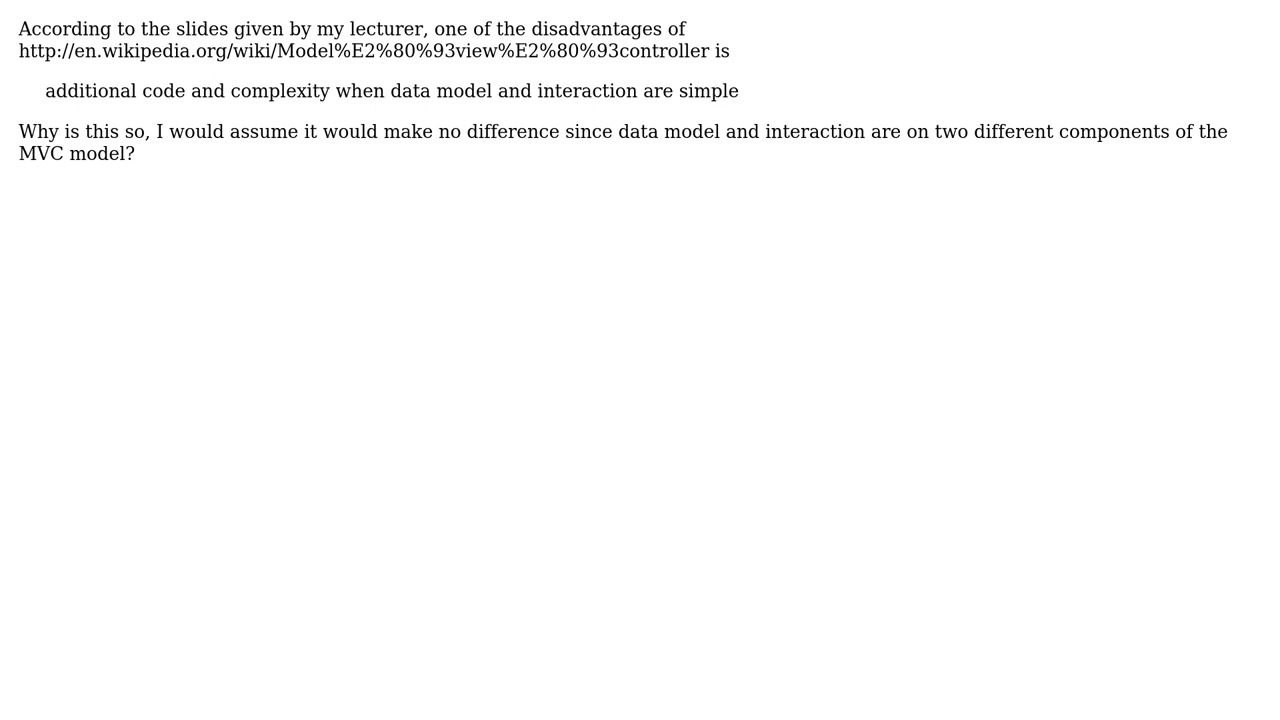 According to the slides given by my lecturer, one of the disadvantages of
http://en.wikipedia.org/wiki/Model%E2%80%93view%E2%80%93controller is
additional code and complexity when data model and interaction are simple
Why is this so, I would assume it would make no difference since data model and interaction are on two different components of the
MVC model?